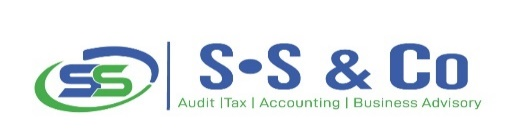 SS
S•S & Co
Audit |Tax | Accounting | Business Advisory